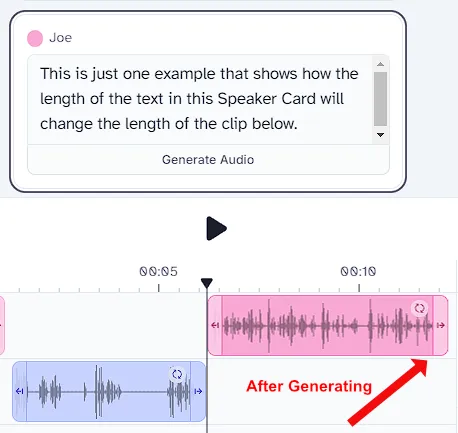 Joe
This is just one example that shows how the
length of the text in this Speaker Card will
change the length of the clip below.
Generate Audio
00:05
00:10
After Generating